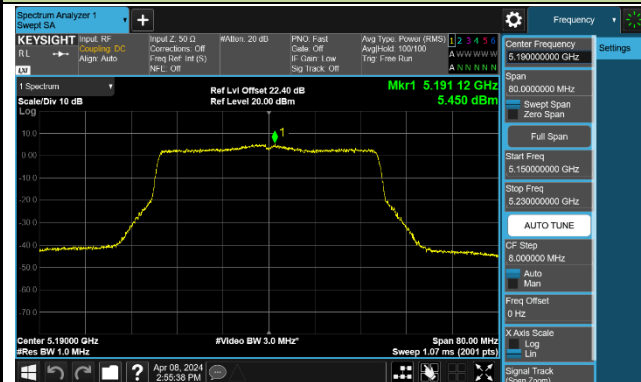 Spectrum Analyzer 1
Swept SA
Frequency
KEYSIGHT
RL
Input: RF
Coupling: DC
Align: Auto
Input Z: 50 Ω
Corrections: Off
Freq Ref: Int (S)
NFE: Off
#Atten: 20 dB
PNO: Fast
Gate: Off
IF Gain: Low
Sig Track: Off
Avg Type: Power (RMS)
Avg|Hold: 100/100
Trig: Free Run
1 2 3 4 5 6
A W W W W W
A N N N N N
1 Spectrum
Scale/Div 10 dB
Log
Ref Lvl Offset 22.40 dB
Ref Level 20.00 dBm
Mkr1 5.191 12 GHz
5.450 dBm
1
10.0
0.00
-10.0
-20.0
-30.0
-40.0
-50.0
-60.0
-70.0
Center 5.19000 GHz
#Res BW 1.0 MHz
#Video BW 3.0 MHz*
Span 80.00 MHz
Sweep 1.07 ms (2001 pts)
Apr 08, 2024
2:55:38 PM
Center Frequency
5.190000000 GHz
Settings
Span
80.0000000 MHz
Swept Span
Zero Span
Full Span
Start Freq
5.150000000 GHz
Stop Freq
5.230000000 GHz
AUTO TUNE
CF Step
8.000000 MHz
Auto
Man
Freq Offset
0 Hz
X Axis Scale
Log
Lin
Signal Track
(Span Zoom)